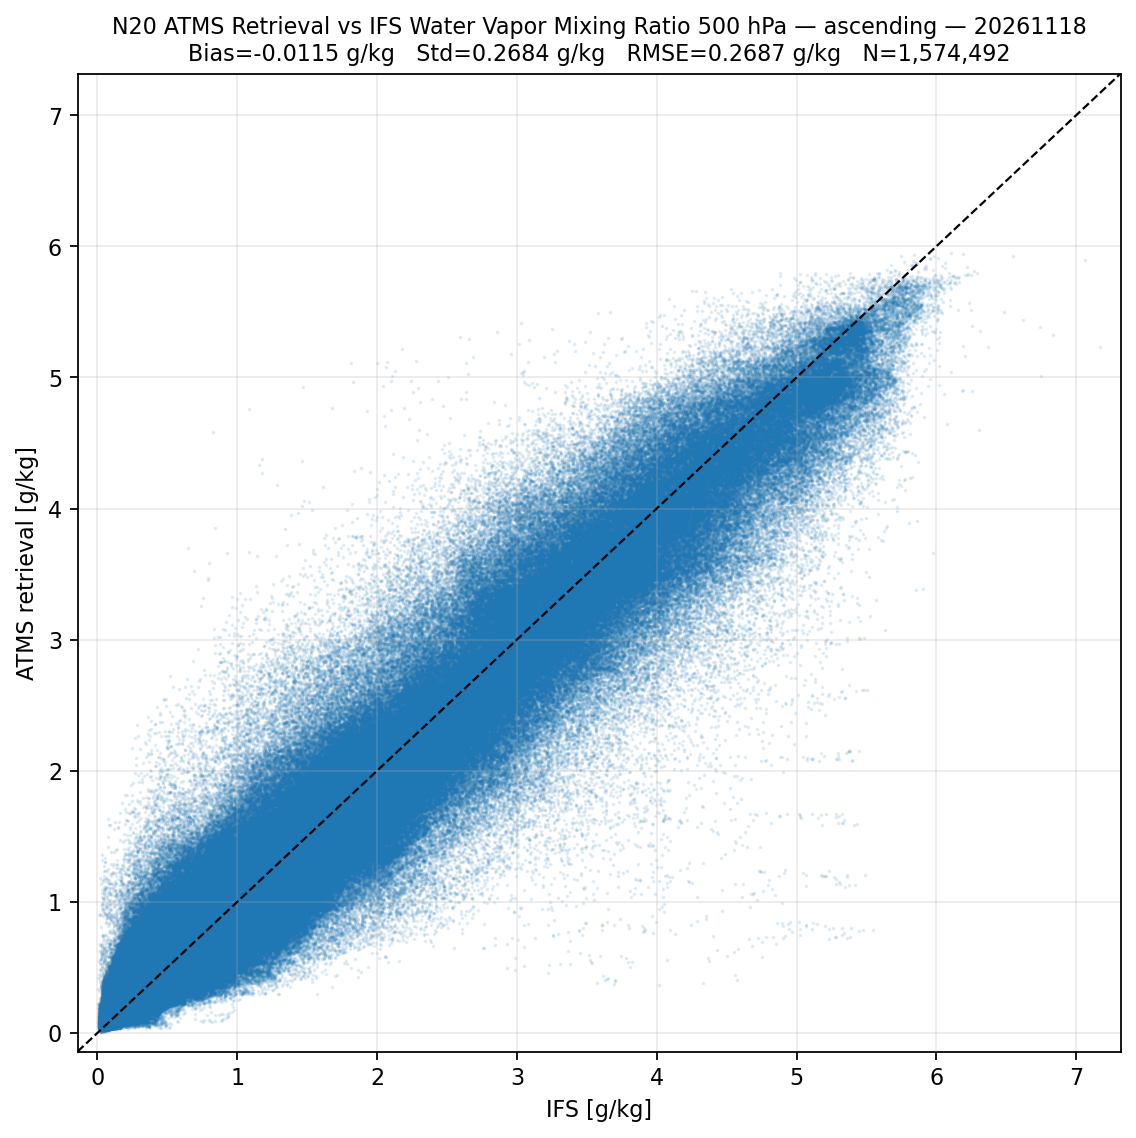 N20 ATMS Retrieval vs IFS Water Vapor Mixing Ratio 500 hPa — ascending — 20261118
Bias=-0.0115 g/kg   Std=0.2684 g/kg   RMSE=0.2687 g/kg   N=1,574,492
7
6
5
4
3
2
1
0
ATMS retrieval [g/kg]
0 1 2 3 4 5 6 7
IFS [g/kg]